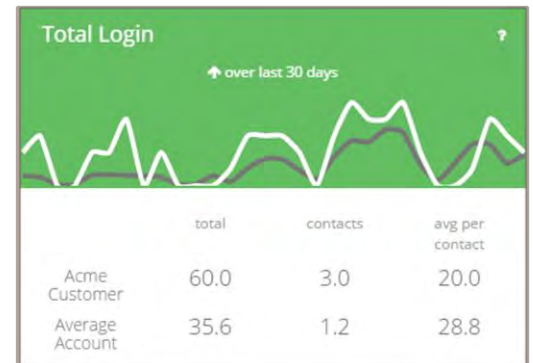 Total Login ?
over last 30 days
total contacts avg per
contact
Acme
Customer 60.0 3.0 20.0
Average
Account 35.6 1.2 28.8